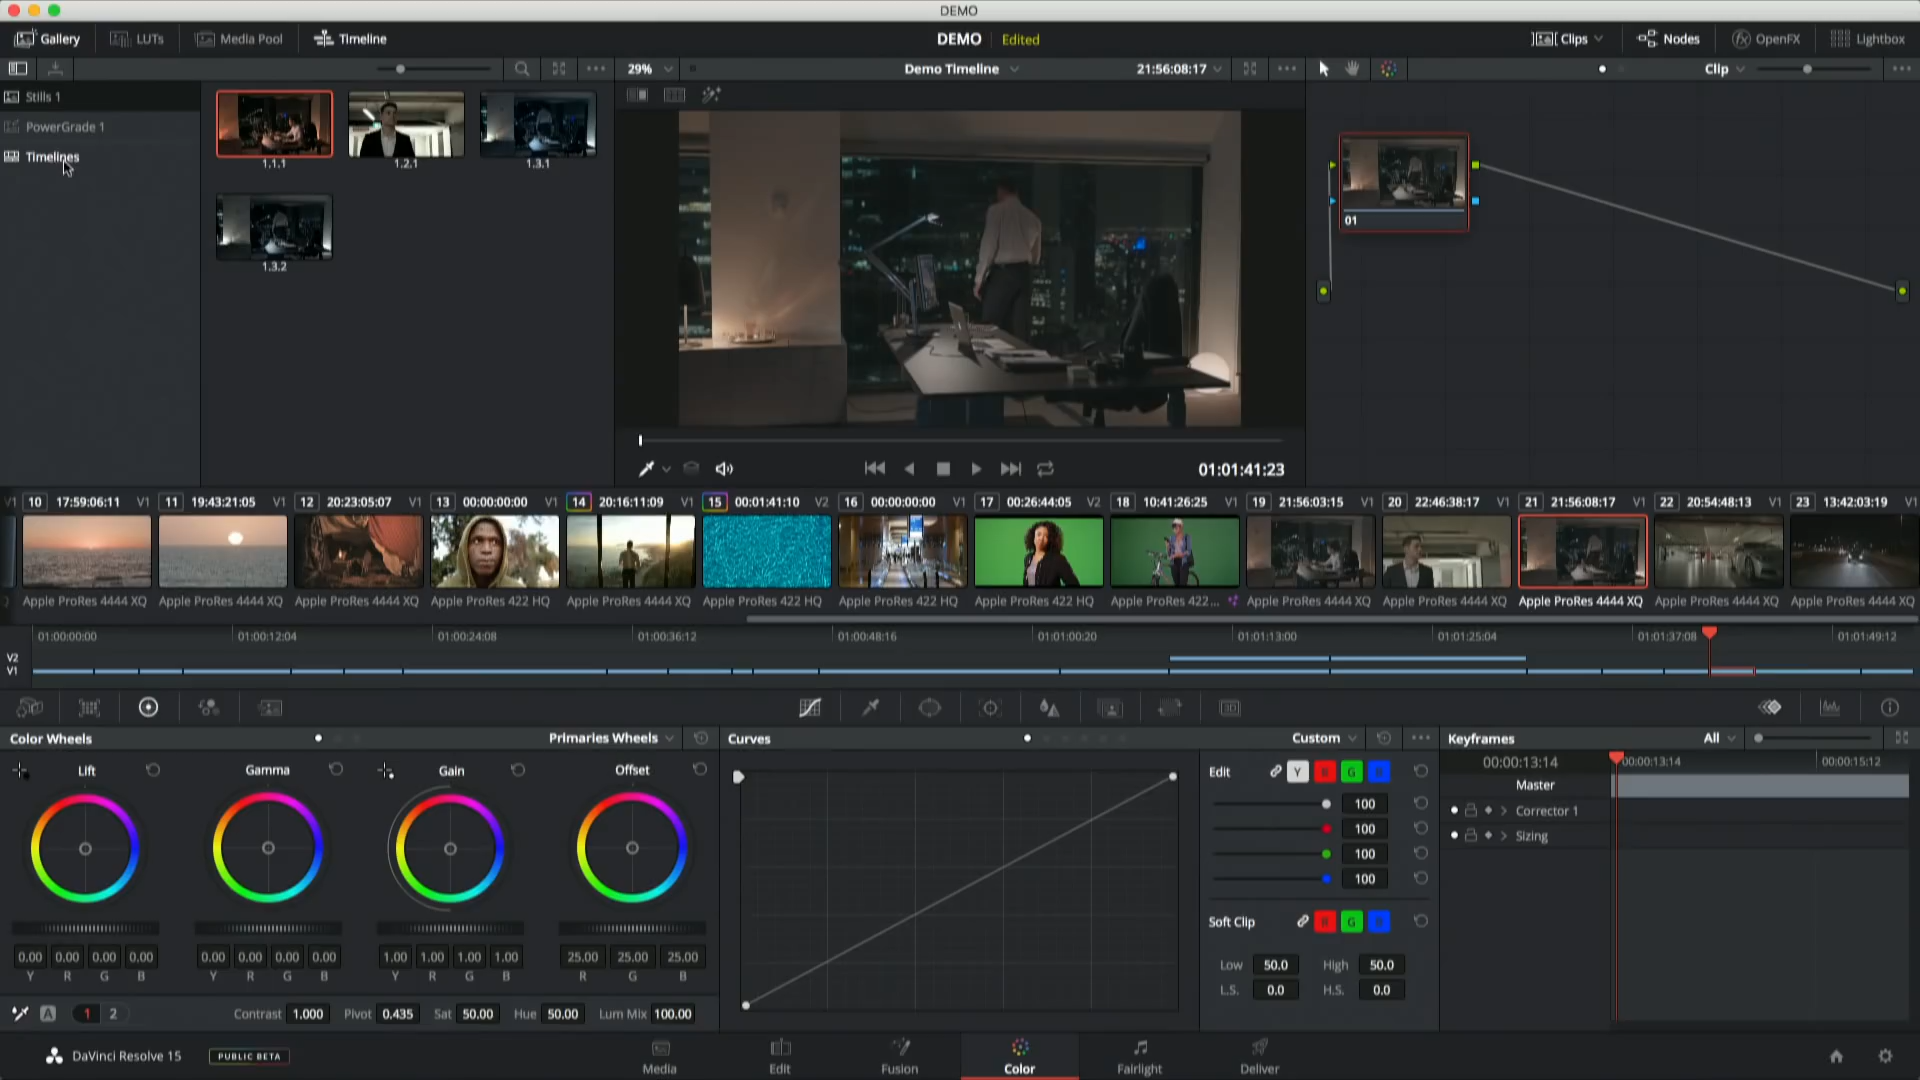 DEMO
Gallery
LUTs
Media Pool
Timeline
DEMO
Edited
Clips
Nodes
OpenFX
Lightbox
29%
Demo Timeline
21:56:08:17
Clip
Stills 1
PowerGrade 1
Timelines
1.1.1
1.2.1
1.3.1
1.3.2
01
01:01:41:23
V1 10 17:59:06:11 V1 11 19:43:21:05 V1 12 20:23:05:07 V1 13 00:00:00:00 V1 14 20:16:11:09 V1 15 00:01:41:10 V2 16 00:00:00:00 V1 17 00:26:44:05 V2 18 10:41:26:25 V1 19 21:56:03:15 V1 20 22:46:38:17 V1 21 21:56:08:17 V1 22 20:54:48:13 V1 23 13:42:03:19 V1
Apple ProRes 4444 XQ Apple ProRes 4444 XQ Apple ProRes 4444 XQ Apple ProRes 422 HQ Apple ProRes 4444 XQ Apple ProRes 422 HQ Apple ProRes 422 HQ Apple ProRes 422 HQ Apple ProRes 422... Apple ProRes 4444 XQ Apple ProRes 4444 XQ Apple ProRes 4444 XQ Apple ProRes 4444 XQ Apple ProRes 4444 XQ
01:00:00:00 01:00:12:04 01:00:24:08 01:00:36:12 01:00:48:16 01:01:00:20 01:01:13:00 01:01:25:04 01:01:37:08 01:01:49:12
V2
V1
3D
Color Wheels
Primaries Wheels
Lift Gamma Gain Offset
0.00 0.00 0.00 0.00 0.00 0.00 0.00 0.00 1.00 1.00 1.00 1.00 25.00 25.00 25.00
Y R G B Y R G B Y R G B R G B
A 1 2 Contrast 1.000 Pivot 0.435 Sat 50.00 Hue 50.00 Lum Mix 100.00
Curves
Custom
Edit Y R G B
100
100
100
100
Soft Clip R G B
Low 50.0 High 50.0
L.S. 0.0 H.S. 0.0
Keyframes
All
00:00:13:14
00:00:13:14 00:00:15:12
Master
Corrector 1
Sizing
DaVinci Resolve 15
PUBLIC BETA
Media
Edit
Fusion
Color
Fairlight
Deliver